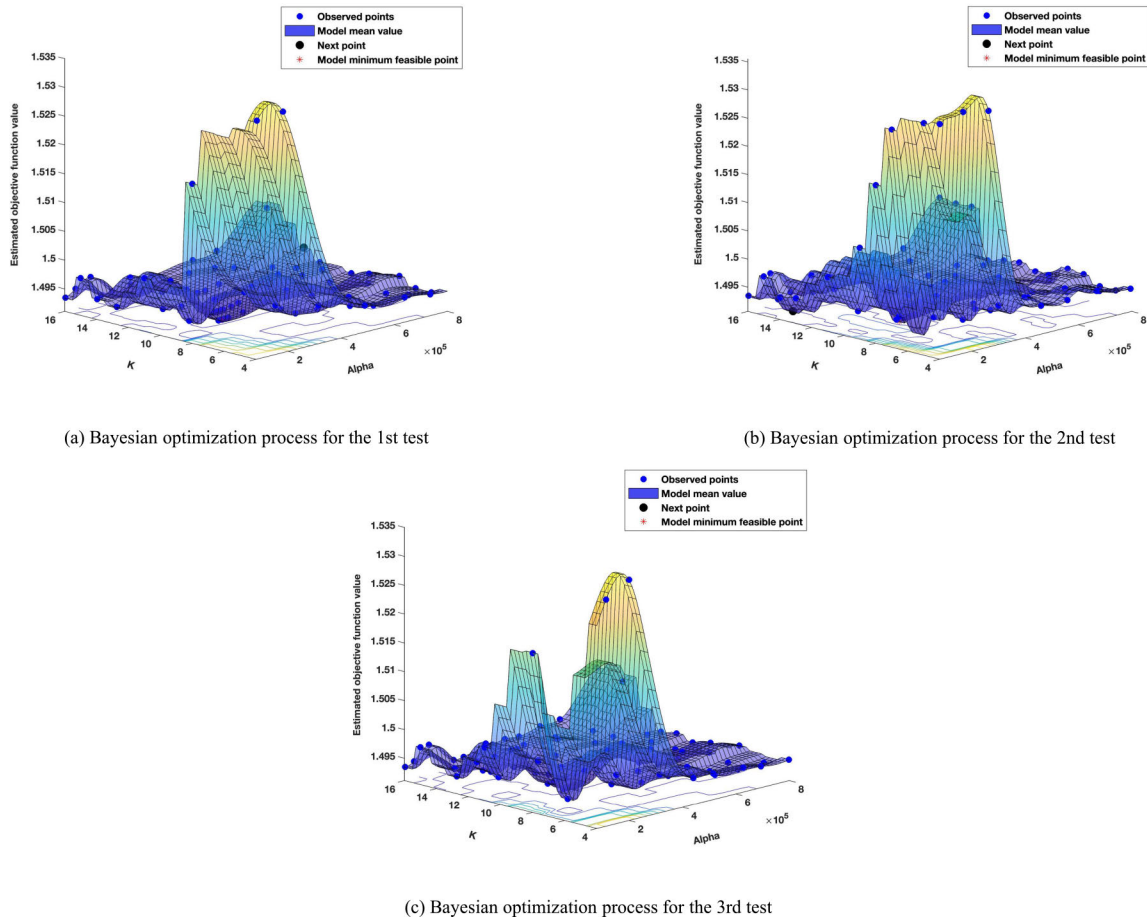 Observed points
Model mean value
Next point
Model minimum feasible point
1.535
1.53
1.525
1.52
1.515
1.51
1.505
1.5
1.495
Estimated objective function value
16
14
12
10
8
6
4
K
2
4
6
8
×10⁵
Alpha
(a) Bayesian optimization process for the 1st test
Observed points
Model mean value
Next point
Model minimum feasible point
1.535
1.53
1.525
1.52
1.515
1.51
1.505
1.5
1.495
Estimated objective function value
16
14
12
10
8
6
4
K
2
4
6
8
×10⁵
Alpha
(b) Bayesian optimization process for the 2nd test
Observed points
Model mean value
Next point
Model minimum feasible point
1.535
1.53
1.525
1.52
1.515
1.51
1.505
1.5
1.495
Estimated objective function value
16
14
12
10
8
6
4
K
2
4
6
8
×10⁵
Alpha
(c) Bayesian optimization process for the 3rd test